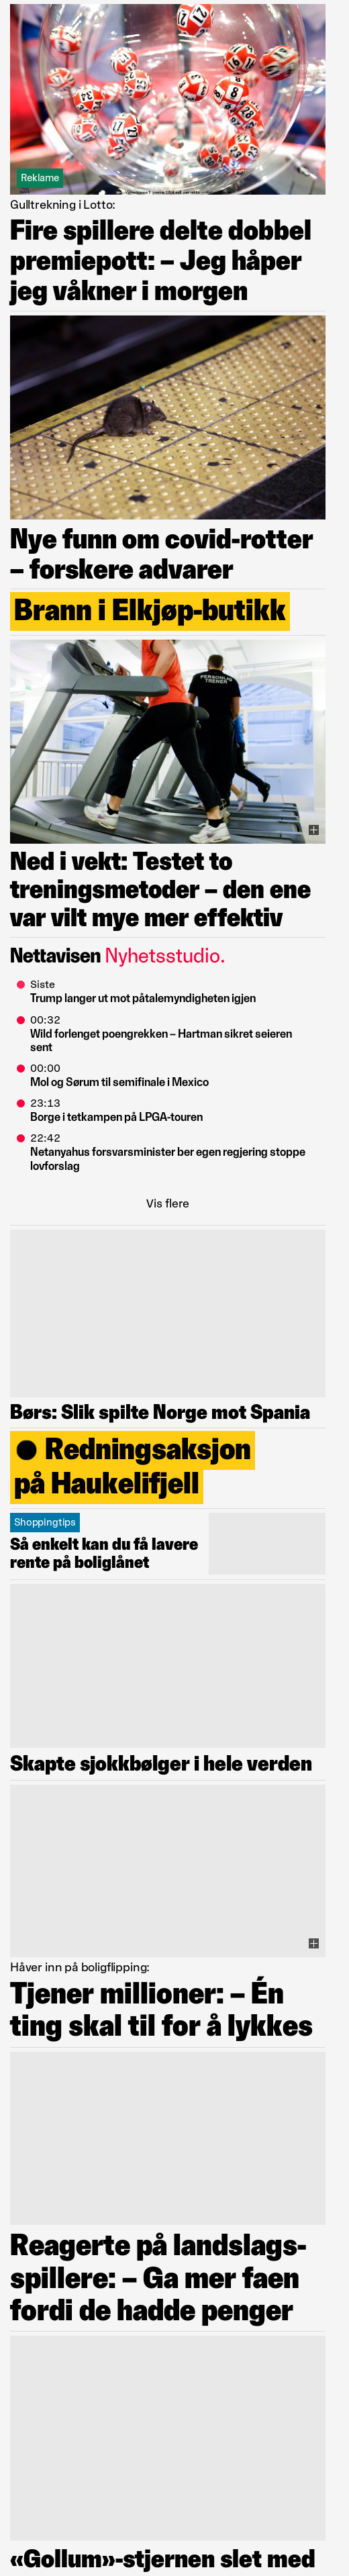 Reklame
Gulltrekning i Lotto:
Fire spillere delte dobbel
premiepott: – Jeg håper
jeg våkner i morgen
Nye funn om covid-rotter
– forskere advarer
Brann i Elkjøp-butikk
PERSONLIG
TRENER
Ned i vekt: Testet to
treningsmetoder – den ene
var vilt mye mer effektiv
Nettavisen Nyhetsstudio.
Siste
Trump langer ut mot påtalemyndigheten igjen
00:32
Wild forlenget poengrekken – Hartman sikret seieren
sent
00:00
Mol og Sørum til semifinale i Mexico
23:13
Borge i tetkampen på LPGA-touren
22:42
Netanyahus forsvarsminister ber egen regjering stoppe
lovforslag
Vis flere
Børs: Slik spilte Norge mot Spania
Redningsaksjon
på Haukelifjell
Shoppingtips
Så enkelt kan du få lavere
rente på boliglånet
Skapte sjokkbølger i hele verden
Håver inn på boligflipping:
Tjener millioner: – Én
ting skal til for å lykkes
Reagerte på landslags-
spillere: – Ga mer faen
fordi de hadde penger
«Gollum»-stjernen slet med